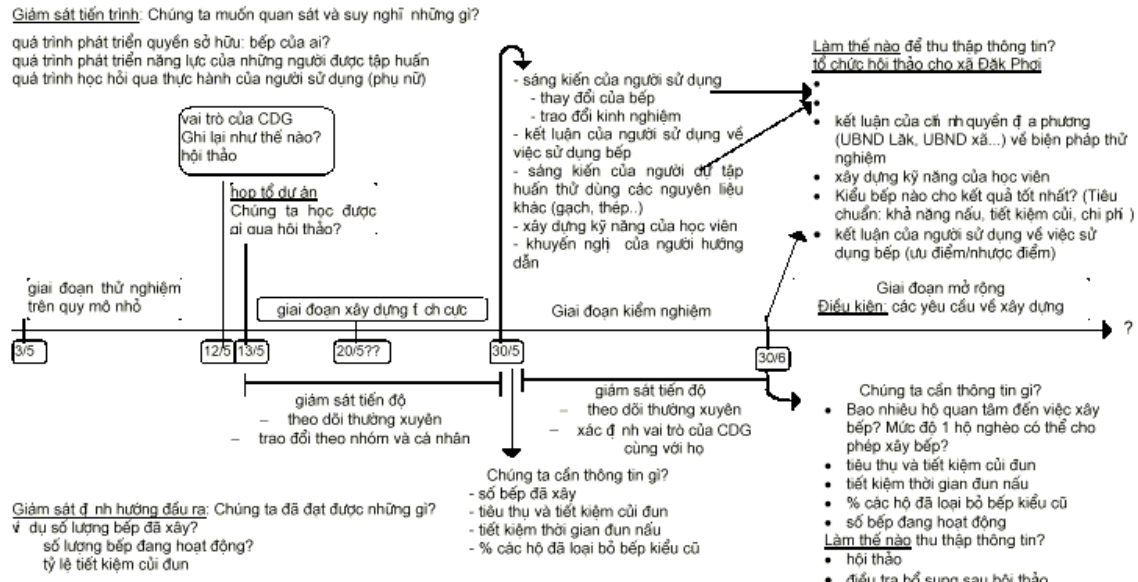 Giám sát tiến trình: Chúng ta muốn quan sát và suy nghĩ những gì?
quá trình phát triển quyền sở hữu: bếp của ai?
quá trình phát triển năng lực của những người được tập huấn
quá trình học hỏi qua thực hành của người sử dụng (phụ nữ)
vai trò của CDG
Ghi lại như thế nào?
hội thảo
họp tổ dự án
Chúng ta học được
gì qua hội thảo?
- sáng kiến của người sử dụng
- thay đổi của bếp
- trao đổi kinh nghiệm
- kết luận của người sử dụng về
việc sử dụng bếp
- sáng kiến của người dự tập
huấn thử dùng các nguyên liệu
khác (gạch, thép..)
- xây dựng kỹ năng của học viên
- khuyến nghị của người hướng
dẫn
Làm thế nào để thu thập thông tin?
tổ chức hội thảo cho xã Đăk Phơi
•
•
• kết luận của chí nh quyền đị a phương
(UBND Lăk, UBND xã...) về biện pháp thử
nghiệm
• xây dựng kỹ năng của học viên
• Kiểu bếp nào cho kết quả tốt nhất? (Tiêu
chuẩn: khả năng nấu, tiết kiệm củi, chi phí )
• kết luận của người sử dụng về việc sử
dụng bếp (ưu điểm/nhược điểm)
giai đoạn thử nghiệm
trên quy mô nhỏ
giai đoạn xây dựng tí ch cực
Giai đoạn kiểm nghiệm
Giai đoạn mở rộng
Điều kiện: các yêu cầu về xây dựng
?
3/5
12/5
13/5
20/5??
30/5
30/6
giám sát tiến độ
– theo dõi thường xuyên
– trao đổi theo nhóm và cá nhân
giám sát tiến độ
– theo dõi thường xuyên
– xác đị nh vai trò của CDG
cùng với họ
Chúng ta cần thông tin gì?
- số bếp đã xây
- tiêu thụ và tiết kiệm củi đun
- tiết kiệm thời gian đun nấu
- % các hộ đã loại bỏ bếp kiểu cũ
Chúng ta cần thông tin gì?
• Bao nhiêu hộ quan tâm đến việc xây
bếp? Mức độ 1 hộ nghèo có thể cho
phép xây bếp?
• tiêu thụ và tiết kiệm củi đun
• tiết kiệm thời gian đun nấu
• % các hộ đã loại bỏ bếp kiểu cũ
• số bếp đang hoạt động
Làm thế nào thu thập thông tin?
• hội thảo
• điều tra bổ sung sau hội thảo
Giám sát đị nh hướng đầu ra: Chúng ta đã đạt được những gì?
ví dụ số lượng bếp đã xây?
số lượng bếp đang hoạt động?
tỷ lệ tiết kiệm củi đun